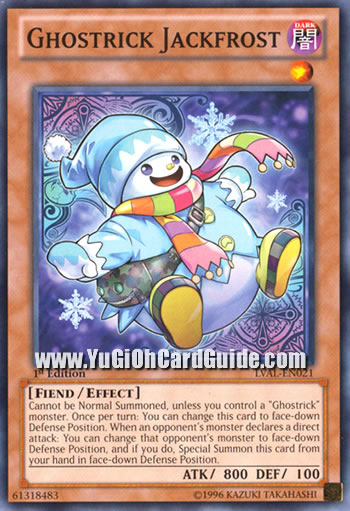 GHOSTRICK JACKFROST
DARK
闇
www.YuGiOhCardGuide.com
1st Edition
LVAL-EN021
[FIEND / EFFECT]
Cannot be Normal Summoned, unless you control a "Ghostrick"
monster. Once per turn: You can change this card to face-down
Defense Position. When an opponent's monster declares a direct
attack: You can change that opponent's monster to face-down
Defense Position, and if you do, Special Summon this card from
your hand in face-down Defense Position.
ATK / 800 DEF / 100
61318483
©1996 KAZUKI TAKAHASHI